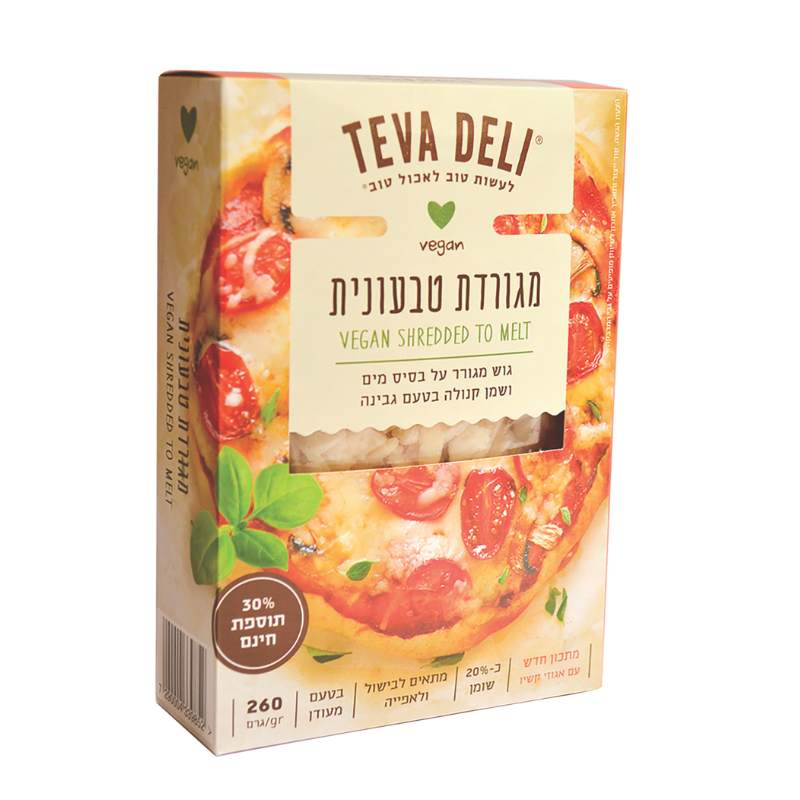 TEVA DELI®
לעשות טוב לאכול טוב®
vegan
מגורדת טבעונית
VEGAN SHREDDED TO MELT
גוש מגורר על בסיס מים
ושמן קנולה בטעם גבינה
מתכון חדש
עם אגוזי קשיו
כ-20%
שומן
מתאים לבישול
ולאפייה
בטעם
מעודן
260
גרם/gr
30%
תוספת
חינם
vegan
מגורדת טבעונית
VEGAN SHREDDED TO MELT